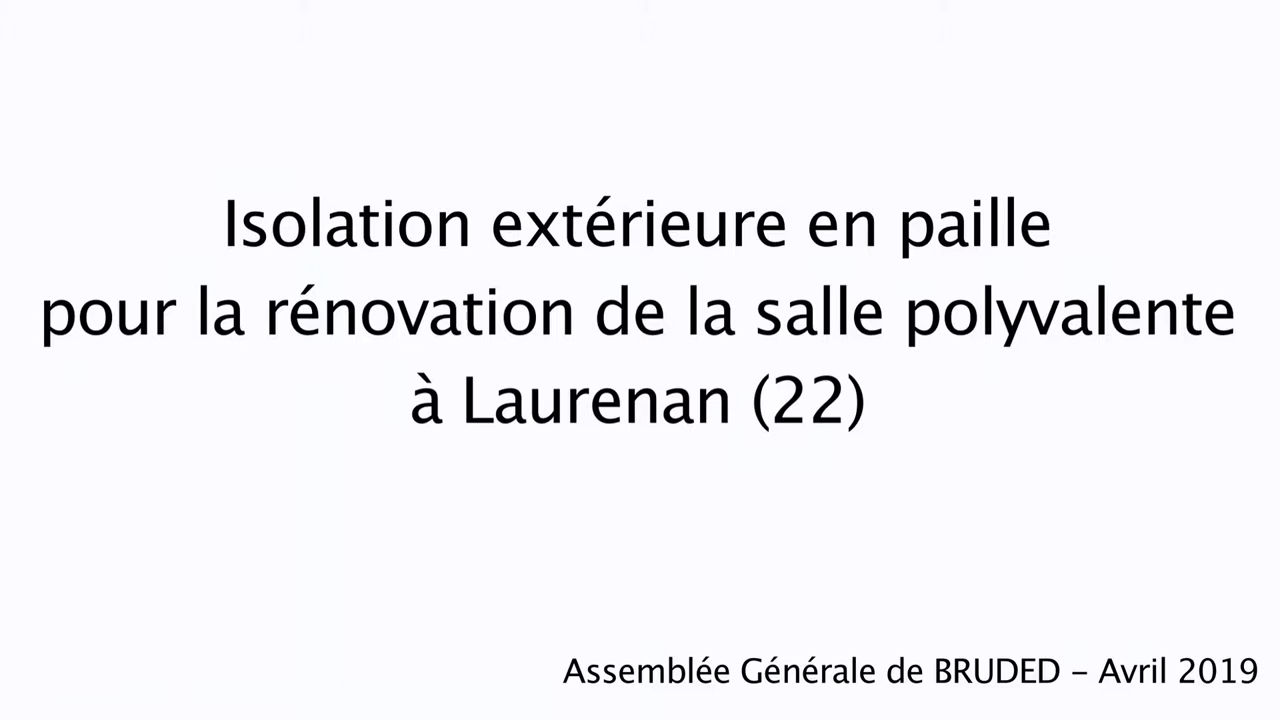 Isolation extérieure en paille
pour la rénovation de la salle polyvalente
à Laurenan (22)
Assemblée Générale de BRUDED – Avril 2019